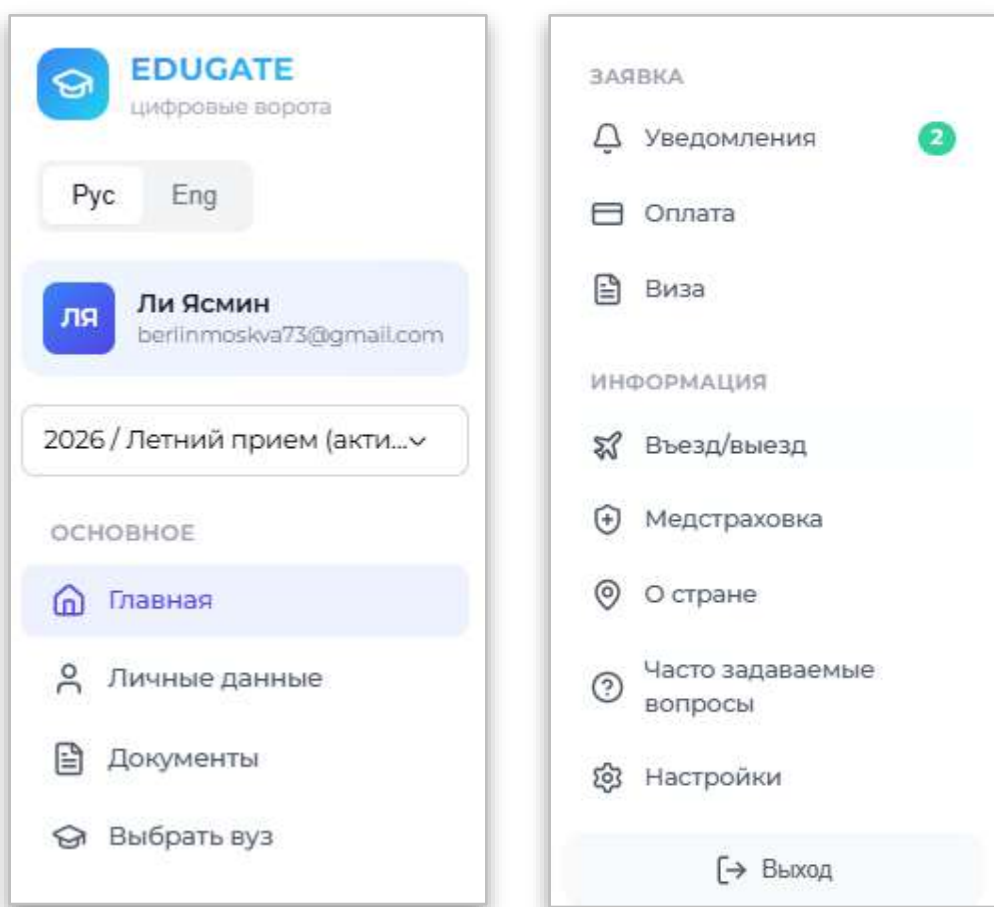 EDUGATE
цифровые ворота
Рус Eng
ЛЯ
Ли Ясмин
berlinmoskva73@gmail.com
2026 / Летний прием (акти...
ОСНОВНОЕ
Главная
Личные данные
Документы
Выбрать вуз
ЗАЯВКА
Уведомления 2
Оплата
Виза
ИНФОРМАЦИЯ
Въезд/выезд
Медстраховка
О стране
Часто задаваемые
вопросы
Настройки
Выход